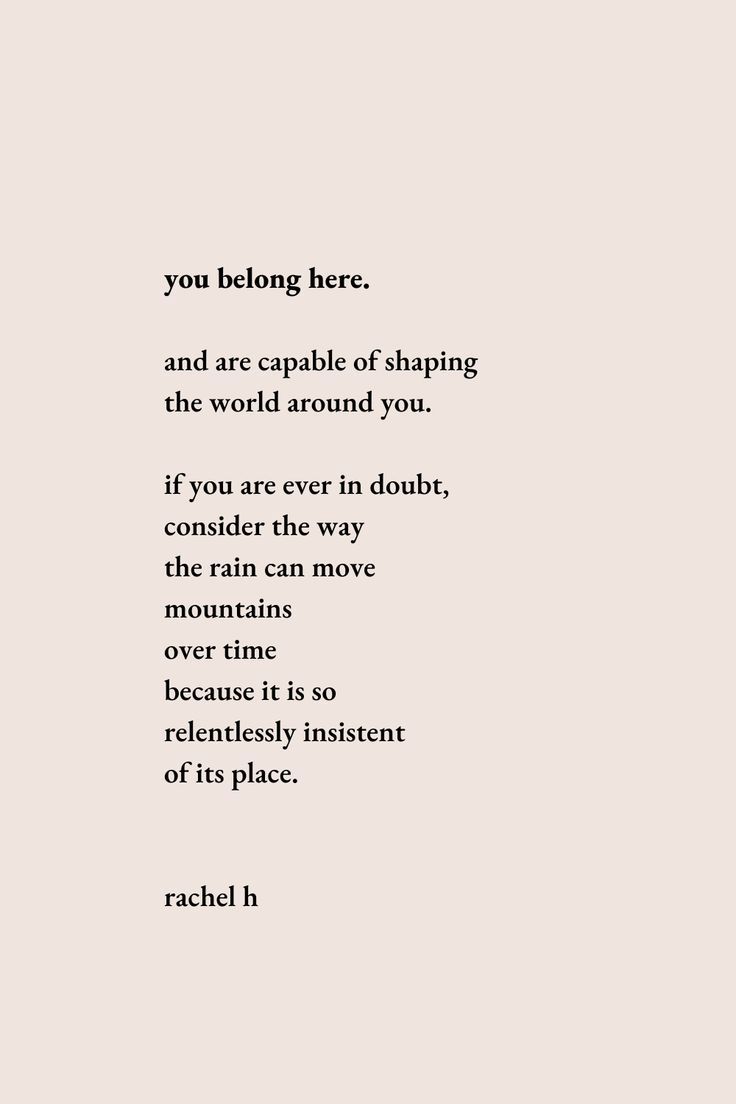 you belong here.
and are capable of shaping
the world around you.
if you are ever in doubt,
consider the way
the rain can move
mountains
over time
because it is so
relentlessly insistent
of its place.
rachel h